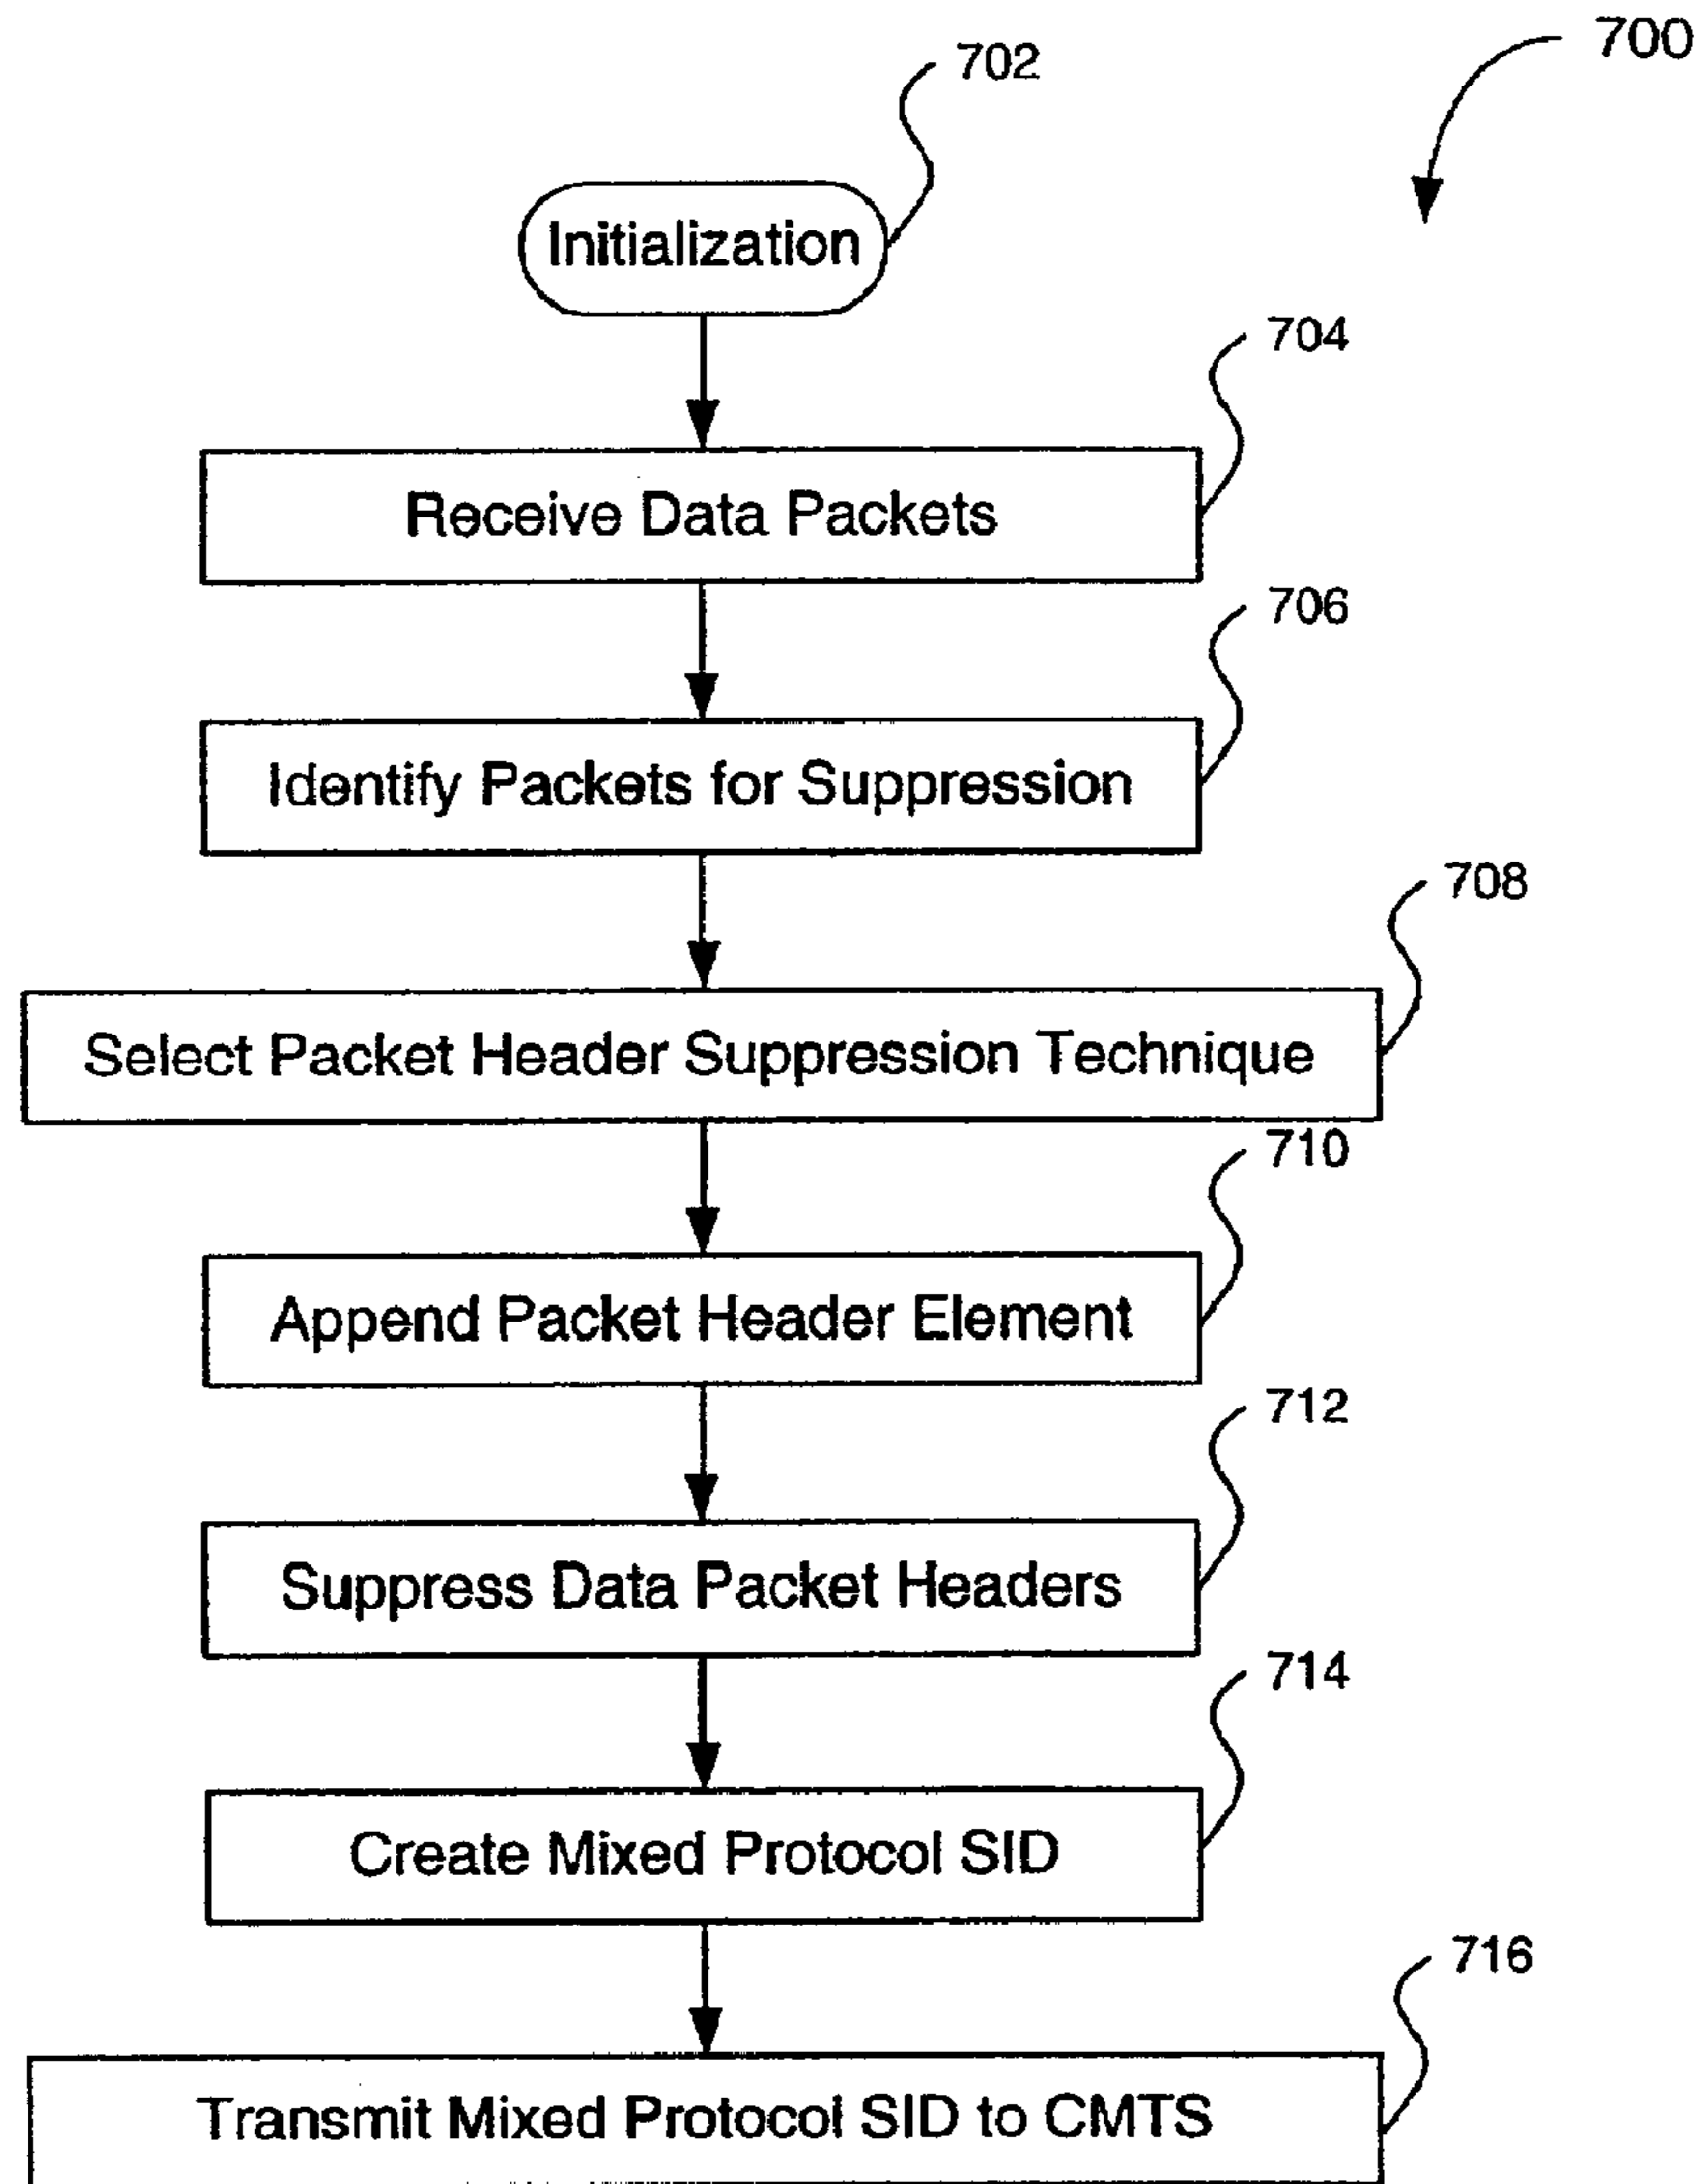 700
702
Initialization
704
Receive Data Packets
706
Identify Packets for Suppression
708
Select Packet Header Suppression Technique
710
Append Packet Header Element
712
Suppress Data Packet Headers
714
Create Mixed Protocol SID
716
Transmit Mixed Protocol SID to CMTS